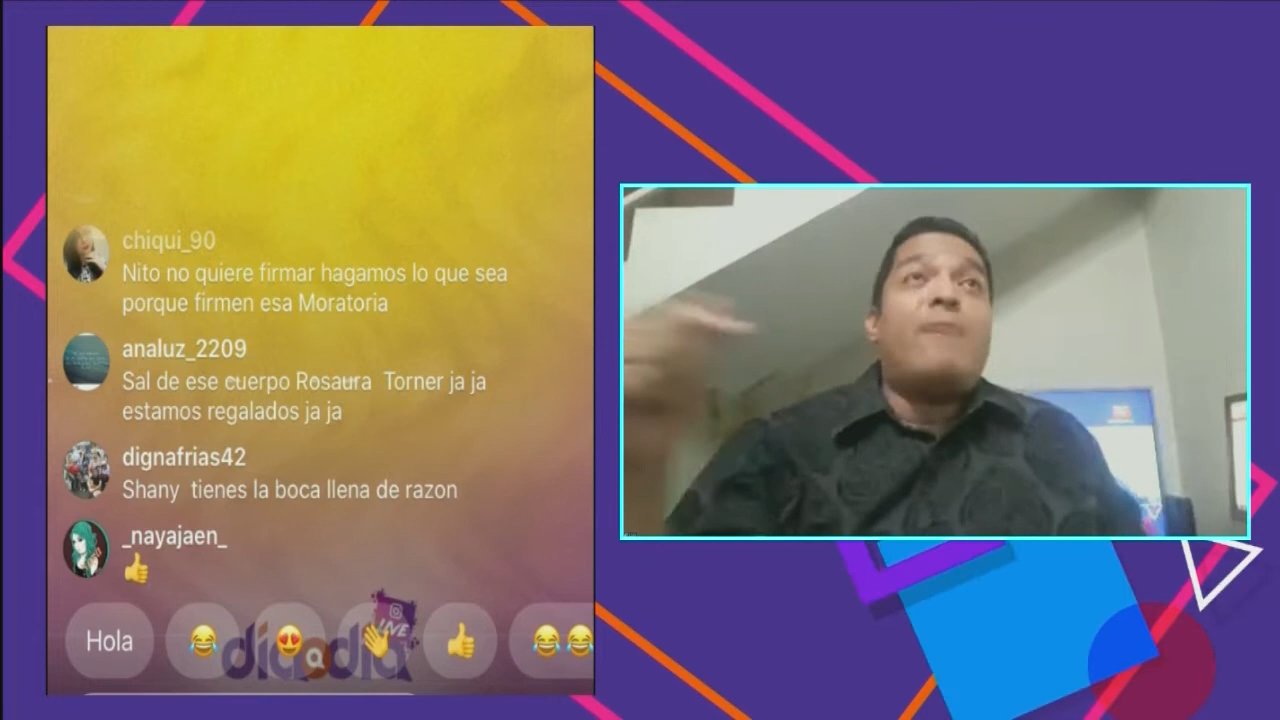 chiqui_90
Nito no quiere firmar hagamos lo que sea
porque firmen esa Moratoria
analuz_2209
Sal de ese cuerpo Rosaura Torner ja ja
estamos regalados ja ja
dignafrias42
Shany tienes la boca llena de razon
_nayajaen_
Hola
LIVE
díadía